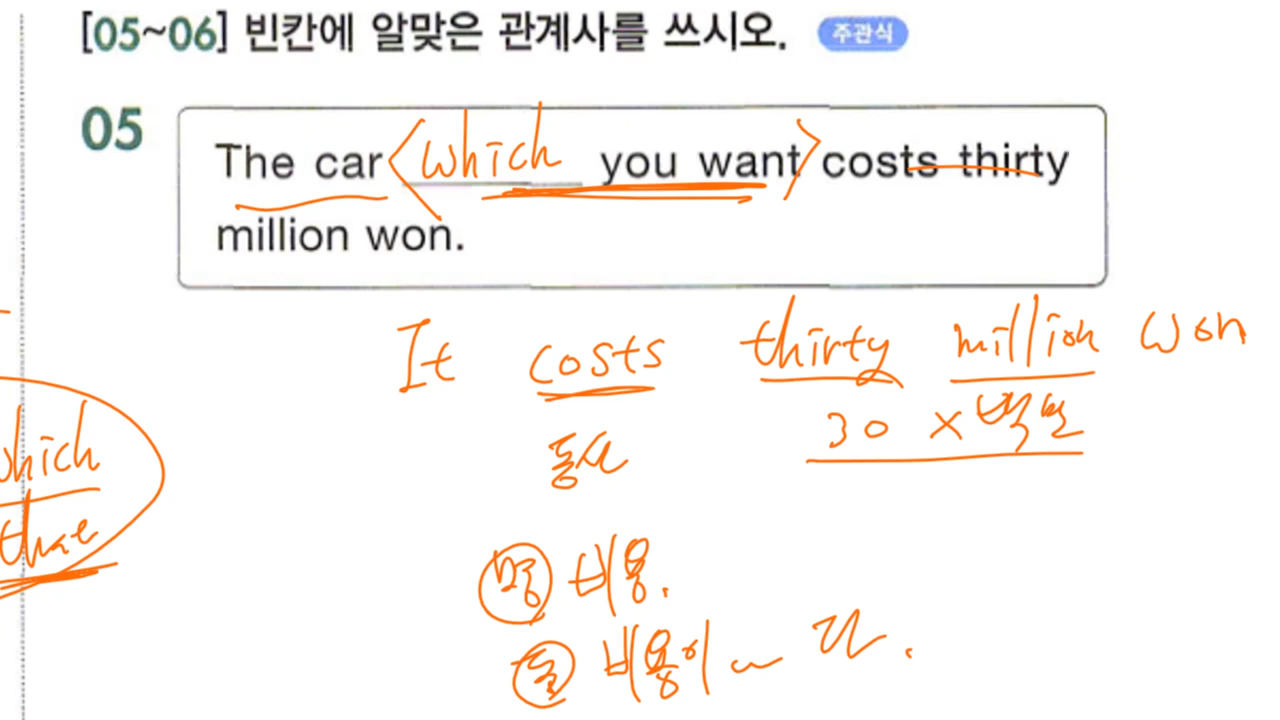 [05~06] 빈칸에 알맞은 관계사를 쓰시오. 주관식
05
The car <which you want> costs thirty
million won.
It costs thirty million won
동사 30 x 백만
which
that
명 비용.
동 비용이 ~ 다.